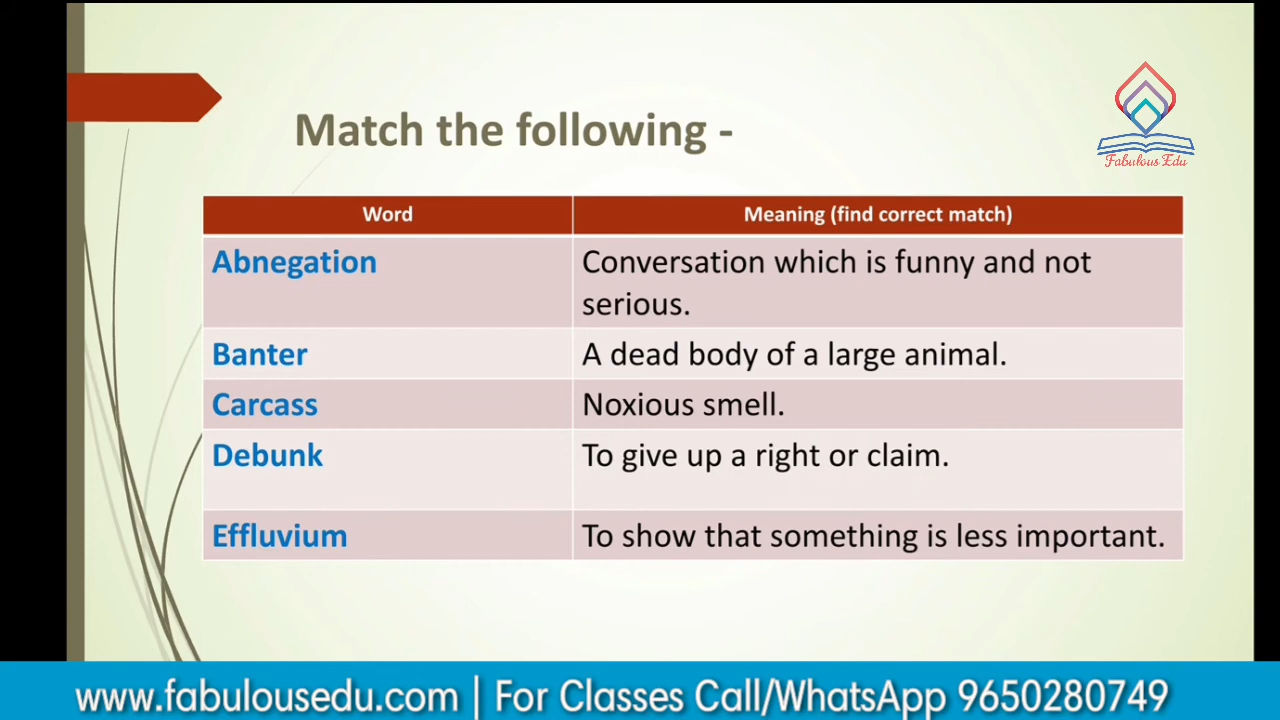 Match the following -
Fabulous Edu
Word
Meaning (find correct match)
Abnegation
Conversation which is funny and not
serious.
Banter
A dead body of a large animal.
Carcass
Noxious smell.
Debunk
To give up a right or claim.
Effluvium
To show that something is less important.
www.fabulousedu.com | For Classes Call/WhatsApp 9650280749